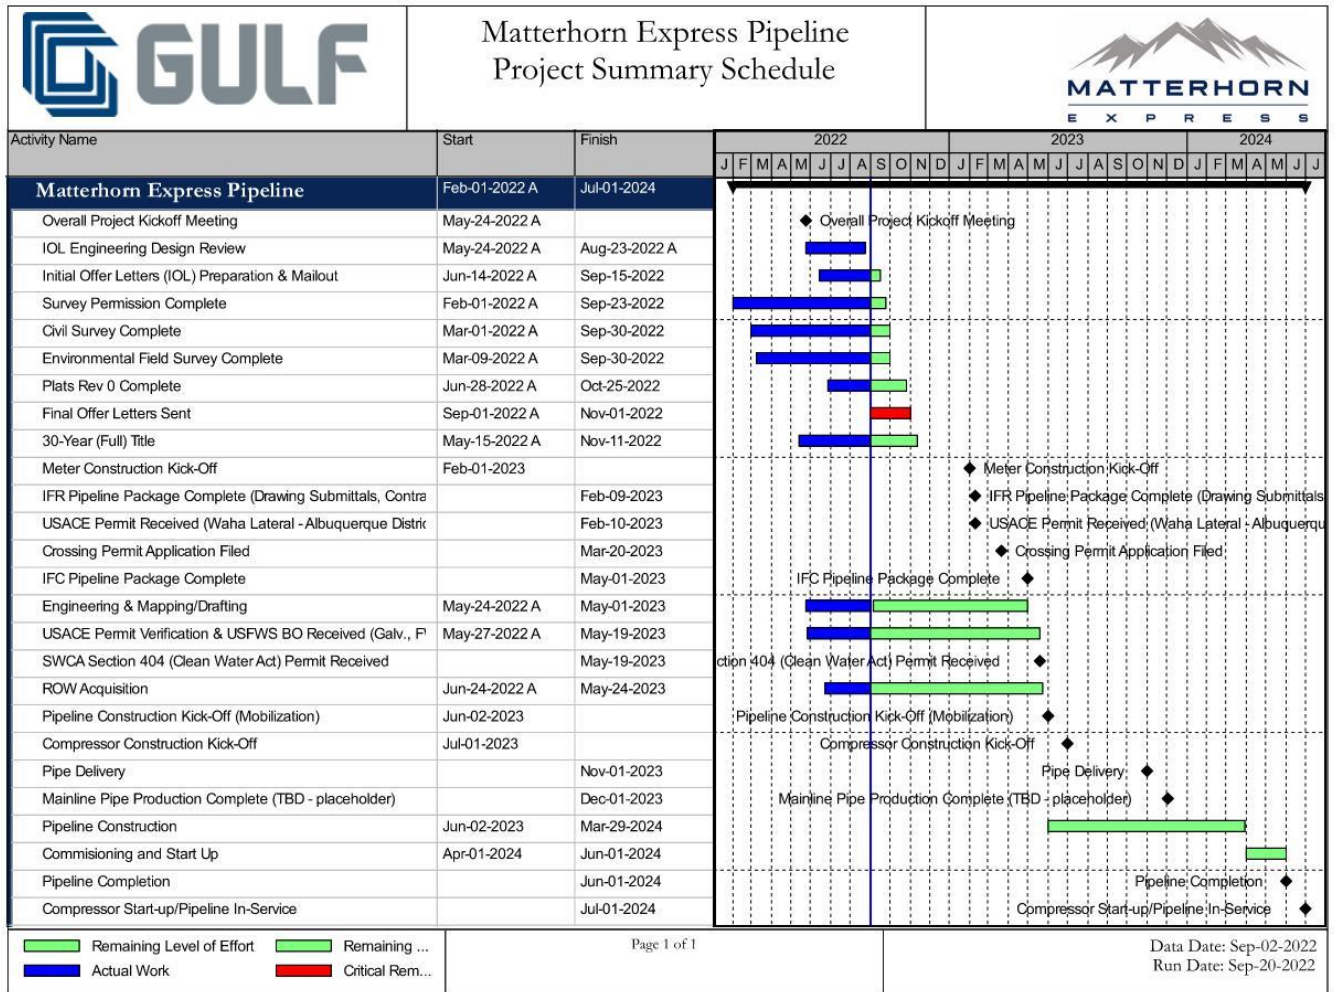 GULF
Matterhorn Express Pipeline
Project Summary Schedule
MATTERHORN
EXPRESS
Activity Name Start Finish 2022 2023 2024
J F M A M J J A S O N D J F M A M J J A S O N D J F M A M J J
Matterhorn Express Pipeline Feb-01-2022 A Jul-01-2024
Overall Project Kickoff Meeting May-24-2022 A Overall Project Kickoff Meeting
IOL Engineering Design Review May-24-2022 A Aug-23-2022 A
Initial Offer Letters (IOL) Preparation & Mailout Jun-14-2022 A Sep-15-2022
Survey Permission Complete Feb-01-2022 A Sep-23-2022
Civil Survey Complete Mar-01-2022 A Sep-30-2022
Environmental Field Survey Complete Mar-09-2022 A Sep-30-2022
Plats Rev 0 Complete Jun-28-2022 A Oct-25-2022
Final Offer Letters Sent Sep-01-2022 A Nov-01-2022
30-Year (Full) Title May-15-2022 A Nov-11-2022
Meter Construction Kick-Off Feb-01-2023 Meter Construction Kick-Off
IFR Pipeline Package Complete (Drawing Submittals, Contra Feb-09-2023 IFR Pipeline Package Complete (Drawing Submittals
USACE Permit Received (Waha Lateral - Albuquerque Distric Feb-10-2023 USACE Permit Received (Waha Lateral - Albuquerqu
Crossing Permit Application Filed Mar-20-2023 Crossing Permit Application Filed
IFC Pipeline Package Complete May-01-2023 IFC Pipeline Package Complete
Engineering & Mapping/Drafting May-24-2022 A May-01-2023
USACE Permit Verification & USFWS BO Received (Galv., F May-27-2022 A May-19-2023
SWCA Section 404 (Clean Water Act) Permit Received May-19-2023 ction 404 (Clean Water Act) Permit Received
ROW Acquisition Jun-24-2022 A May-24-2023
Pipeline Construction Kick-Off (Mobilization) Jun-02-2023 Pipeline Construction Kick-Off (Mobilization)
Compressor Construction Kick-Off Jul-01-2023 Compressor Construction Kick-Off
Pipe Delivery Nov-01-2023 Pipe Delivery
Mainline Pipe Production Complete (TBD - placeholder) Dec-01-2023 Mainline Pipe Production Complete (TBD - placeholder)
Pipeline Construction Jun-02-2023 Mar-29-2024
Commisioning and Start Up Apr-01-2024 Jun-01-2024
Pipeline Completion Jun-01-2024 Pipeline Completion
Compressor Start-up/Pipeline In-Service Jul-01-2024 Compressor Start-up/Pipeline In-Service
Remaining Level of Effort Remaining ...
Actual Work Critical Rem...
Page 1 of 1
Data Date: Sep-02-2022
Run Date: Sep-20-2022